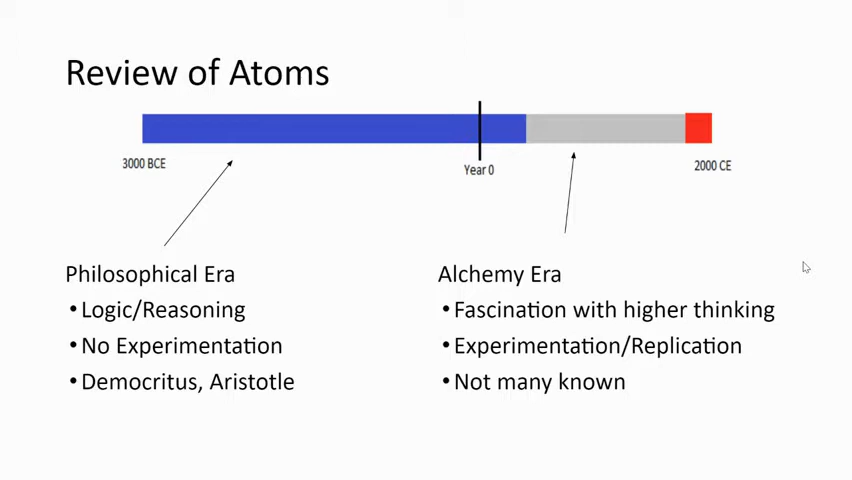 Review of Atoms
3000 BCE
Year 0
2000 CE
Philosophical Era
•Logic/Reasoning
•No Experimentation
•Democritus, Aristotle
Alchemy Era
•Fascination with higher thinking
•Experimentation/Replication
•Not many known